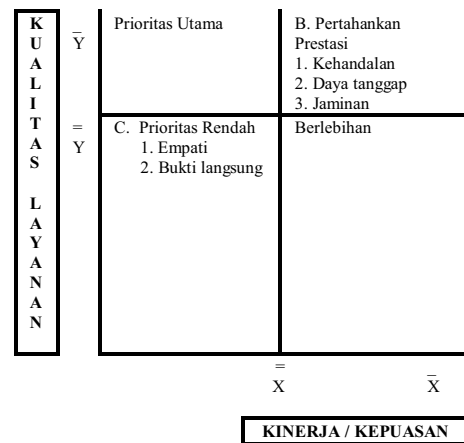 KUALITAS LAYANAN
Y̅
Prioritas Utama
B. Pertahankan
Prestasi
1. Kehandalan
2. Daya tanggap
3. Jaminan
=
Y
C. Prioritas Rendah
1. Empati
2. Bukti langsung
Berlebihan
=
X
X̅
KINERJA / KEPUASAN